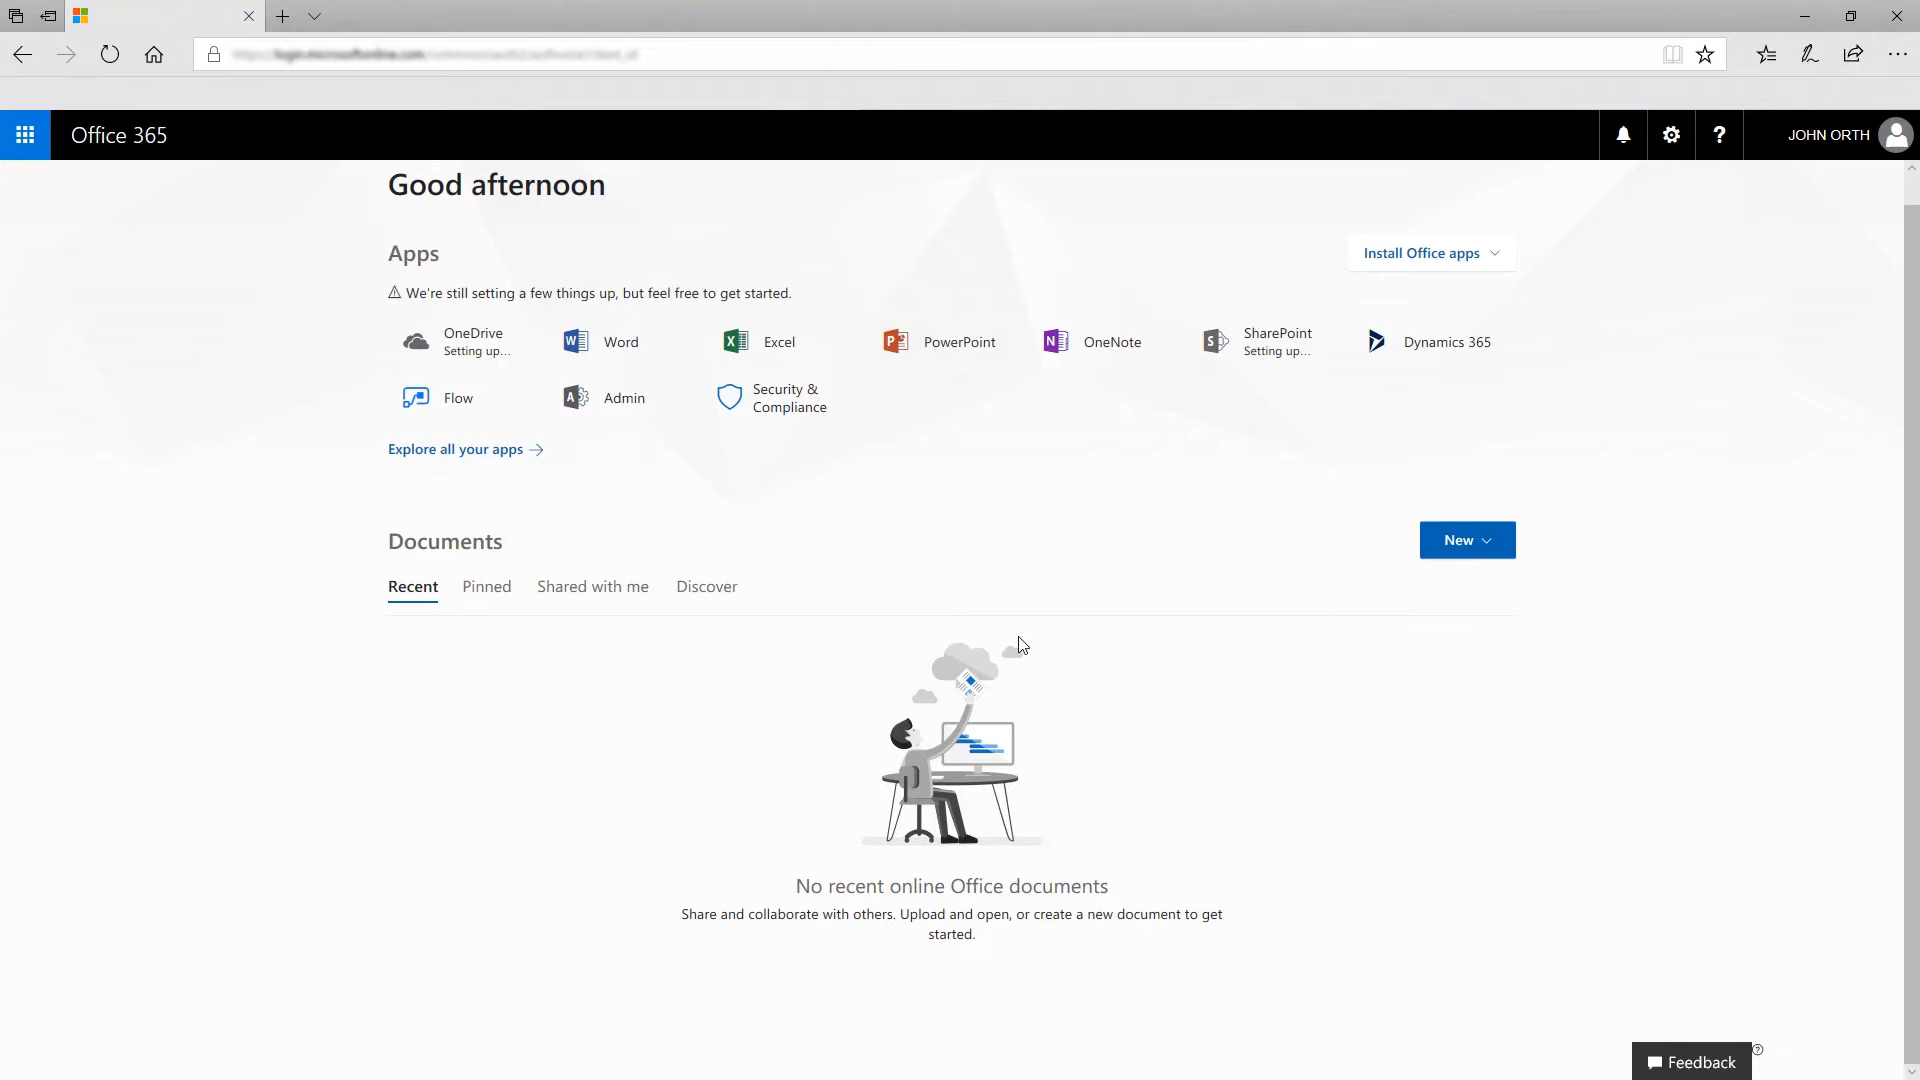 Office 365
?
JOHN ORTH
Good afternoon
Apps
Install Office apps
We're still setting a few things up, but feel free to get started.
OneDrive
Setting up...
Word
Excel
PowerPoint
OneNote
SharePoint
Setting up...
Dynamics 365
Flow
Admin
Security &
Compliance
Explore all your apps →
Documents
New
Recent
Pinned
Shared with me
Discover
No recent online Office documents
Share and collaborate with others. Upload and open, or create a new document to get
started.
Feedback
?